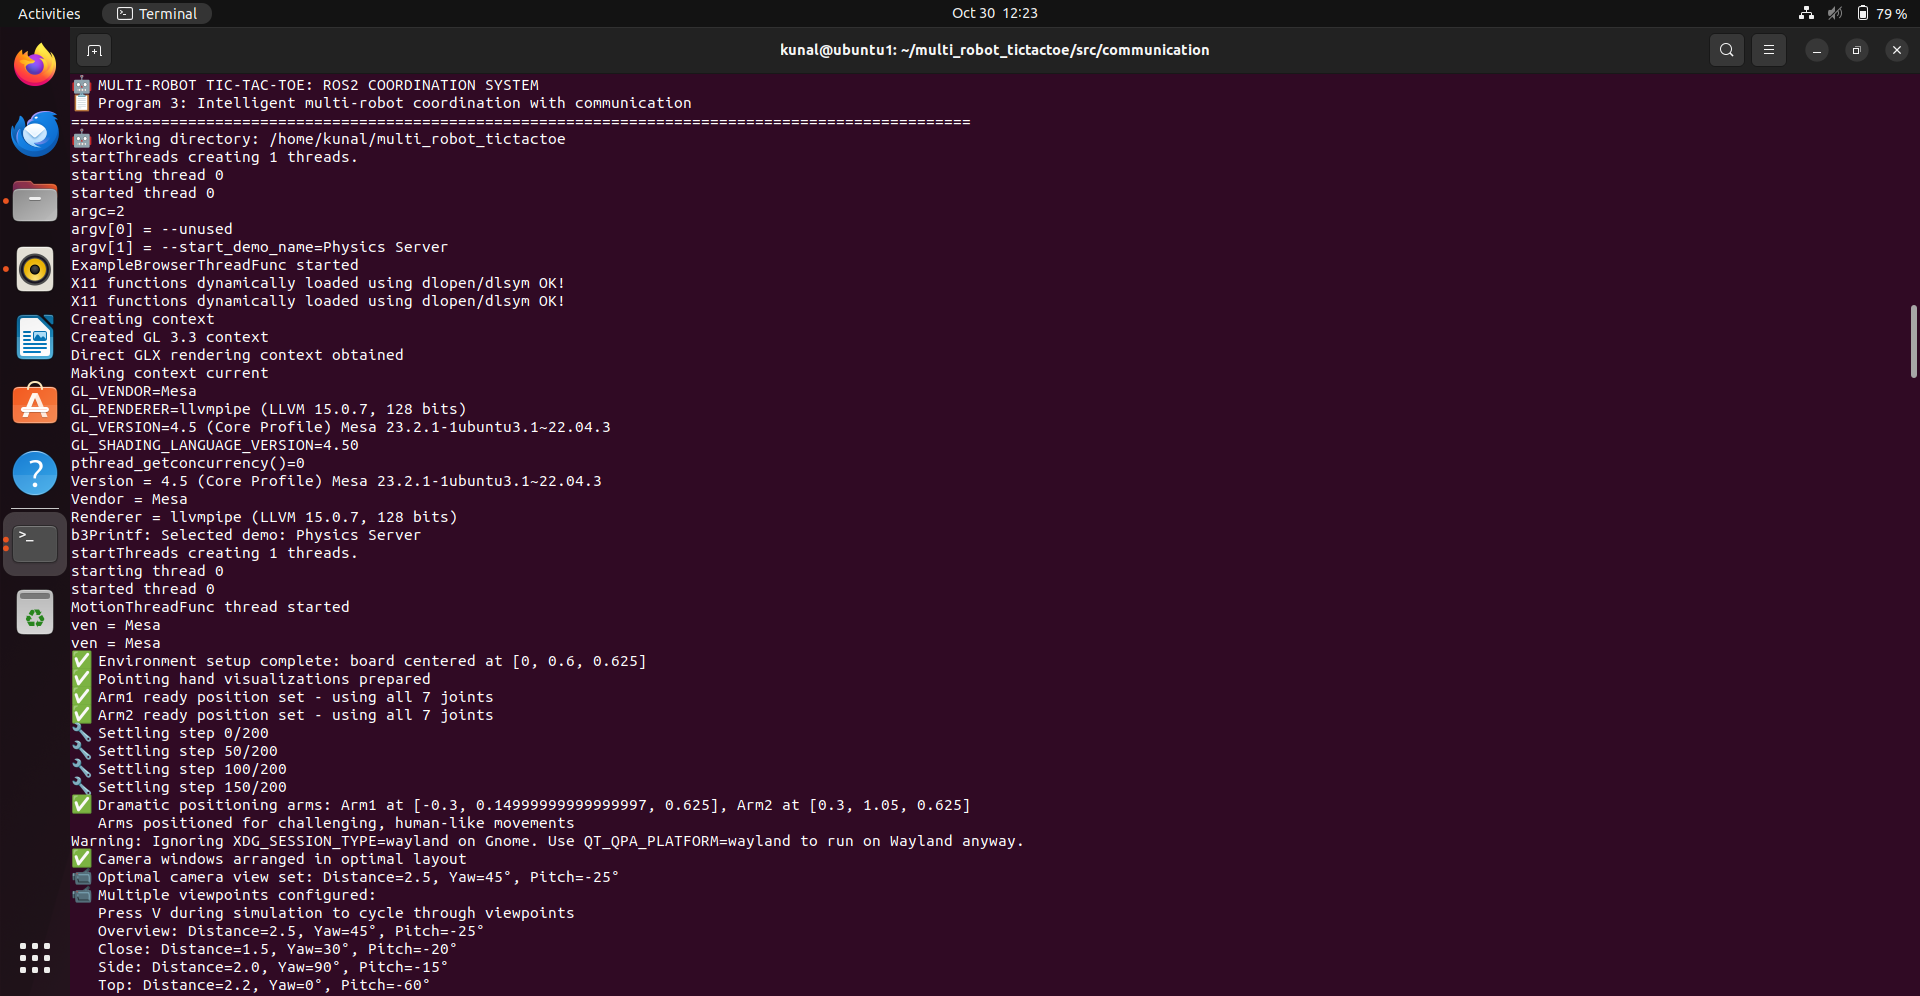 Activities
Terminal
Oct 30 12:23
79 %
kunal@ubuntu1: ~/multi_robot_tictactoe/src/communication
🤖 MULTI-ROBOT TIC-TAC-TOE: ROS2 COORDINATION SYSTEM
📋 Program 3: Intelligent multi-robot coordination with communication
====================================================================================================
🤖 Working directory: /home/kunal/multi_robot_tictactoe
startThreads creating 1 threads.
starting thread 0
started thread 0
argc=2
argv[0] = --unused
argv[1] = --start_demo_name=Physics Server
ExampleBrowserThreadFunc started
X11 functions dynamically loaded using dlopen/dlsym OK!
X11 functions dynamically loaded using dlopen/dlsym OK!
Creating context
Created GL 3.3 context
Direct GLX rendering context obtained
Making context current
GL_VENDOR=Mesa
GL_RENDERER=llvmpipe (LLVM 15.0.7, 128 bits)
GL_VERSION=4.5 (Core Profile) Mesa 23.2.1-1ubuntu3.1~22.04.3
GL_SHADING_LANGUAGE_VERSION=4.50
pthread_getconcurrency()=0
Version = 4.5 (Core Profile) Mesa 23.2.1-1ubuntu3.1~22.04.3
Vendor = Mesa
Renderer = llvmpipe (LLVM 15.0.7, 128 bits)
b3Printf: Selected demo: Physics Server
startThreads creating 1 threads.
starting thread 0
started thread 0
MotionThreadFunc thread started
ven = Mesa
ven = Mesa
✅ Environment setup complete: board centered at [0, 0.6, 0.625]
✅ Pointing hand visualizations prepared
✅ Arm1 ready position set - using all 7 joints
✅ Arm2 ready position set - using all 7 joints
🔧 Settling step 0/200
🔧 Settling step 50/200
🔧 Settling step 100/200
🔧 Settling step 150/200
✅ Dramatic positioning arms: Arm1 at [-0.3, 0.14999999999999997, 0.625], Arm2 at [0.3, 1.05, 0.625]
Arms positioned for challenging, human-like movements
Warning: Ignoring XDG_SESSION_TYPE=wayland on Gnome. Use QT_QPA_PLATFORM=wayland to run on Wayland anyway.
✅ Camera windows arranged in optimal layout
📹 Optimal camera view set: Distance=2.5, Yaw=45°, Pitch=-25°
📹 Multiple viewpoints configured:
Press V during simulation to cycle through viewpoints
Overview: Distance=2.5, Yaw=45°, Pitch=-25°
Close: Distance=1.5, Yaw=30°, Pitch=-20°
Side: Distance=2.0, Yaw=90°, Pitch=-15°
Top: Distance=2.2, Yaw=0°, Pitch=-60°